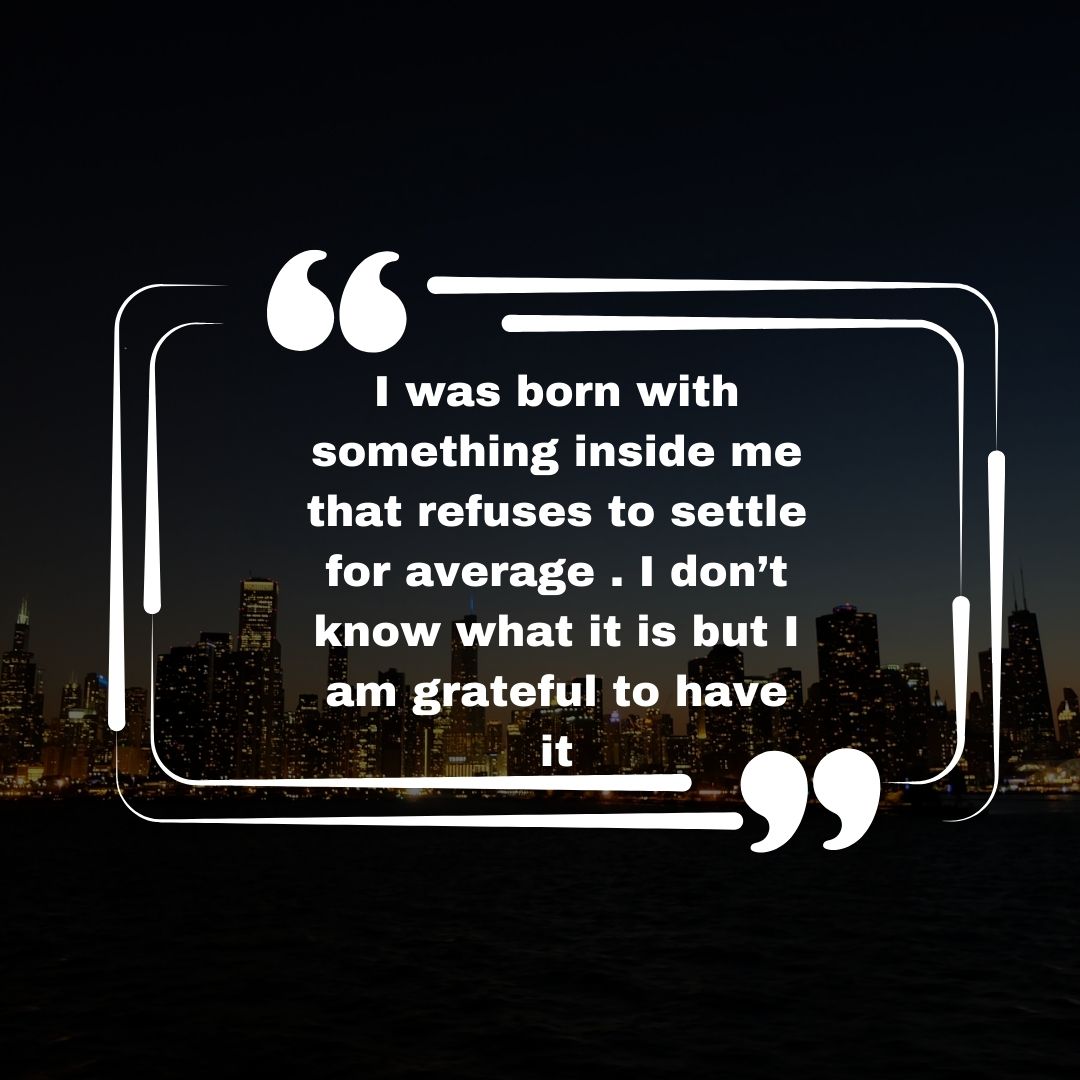 I was born with
something inside me
that refuses to settle
for average . I don’t
know what it is but I
am grateful to have
it